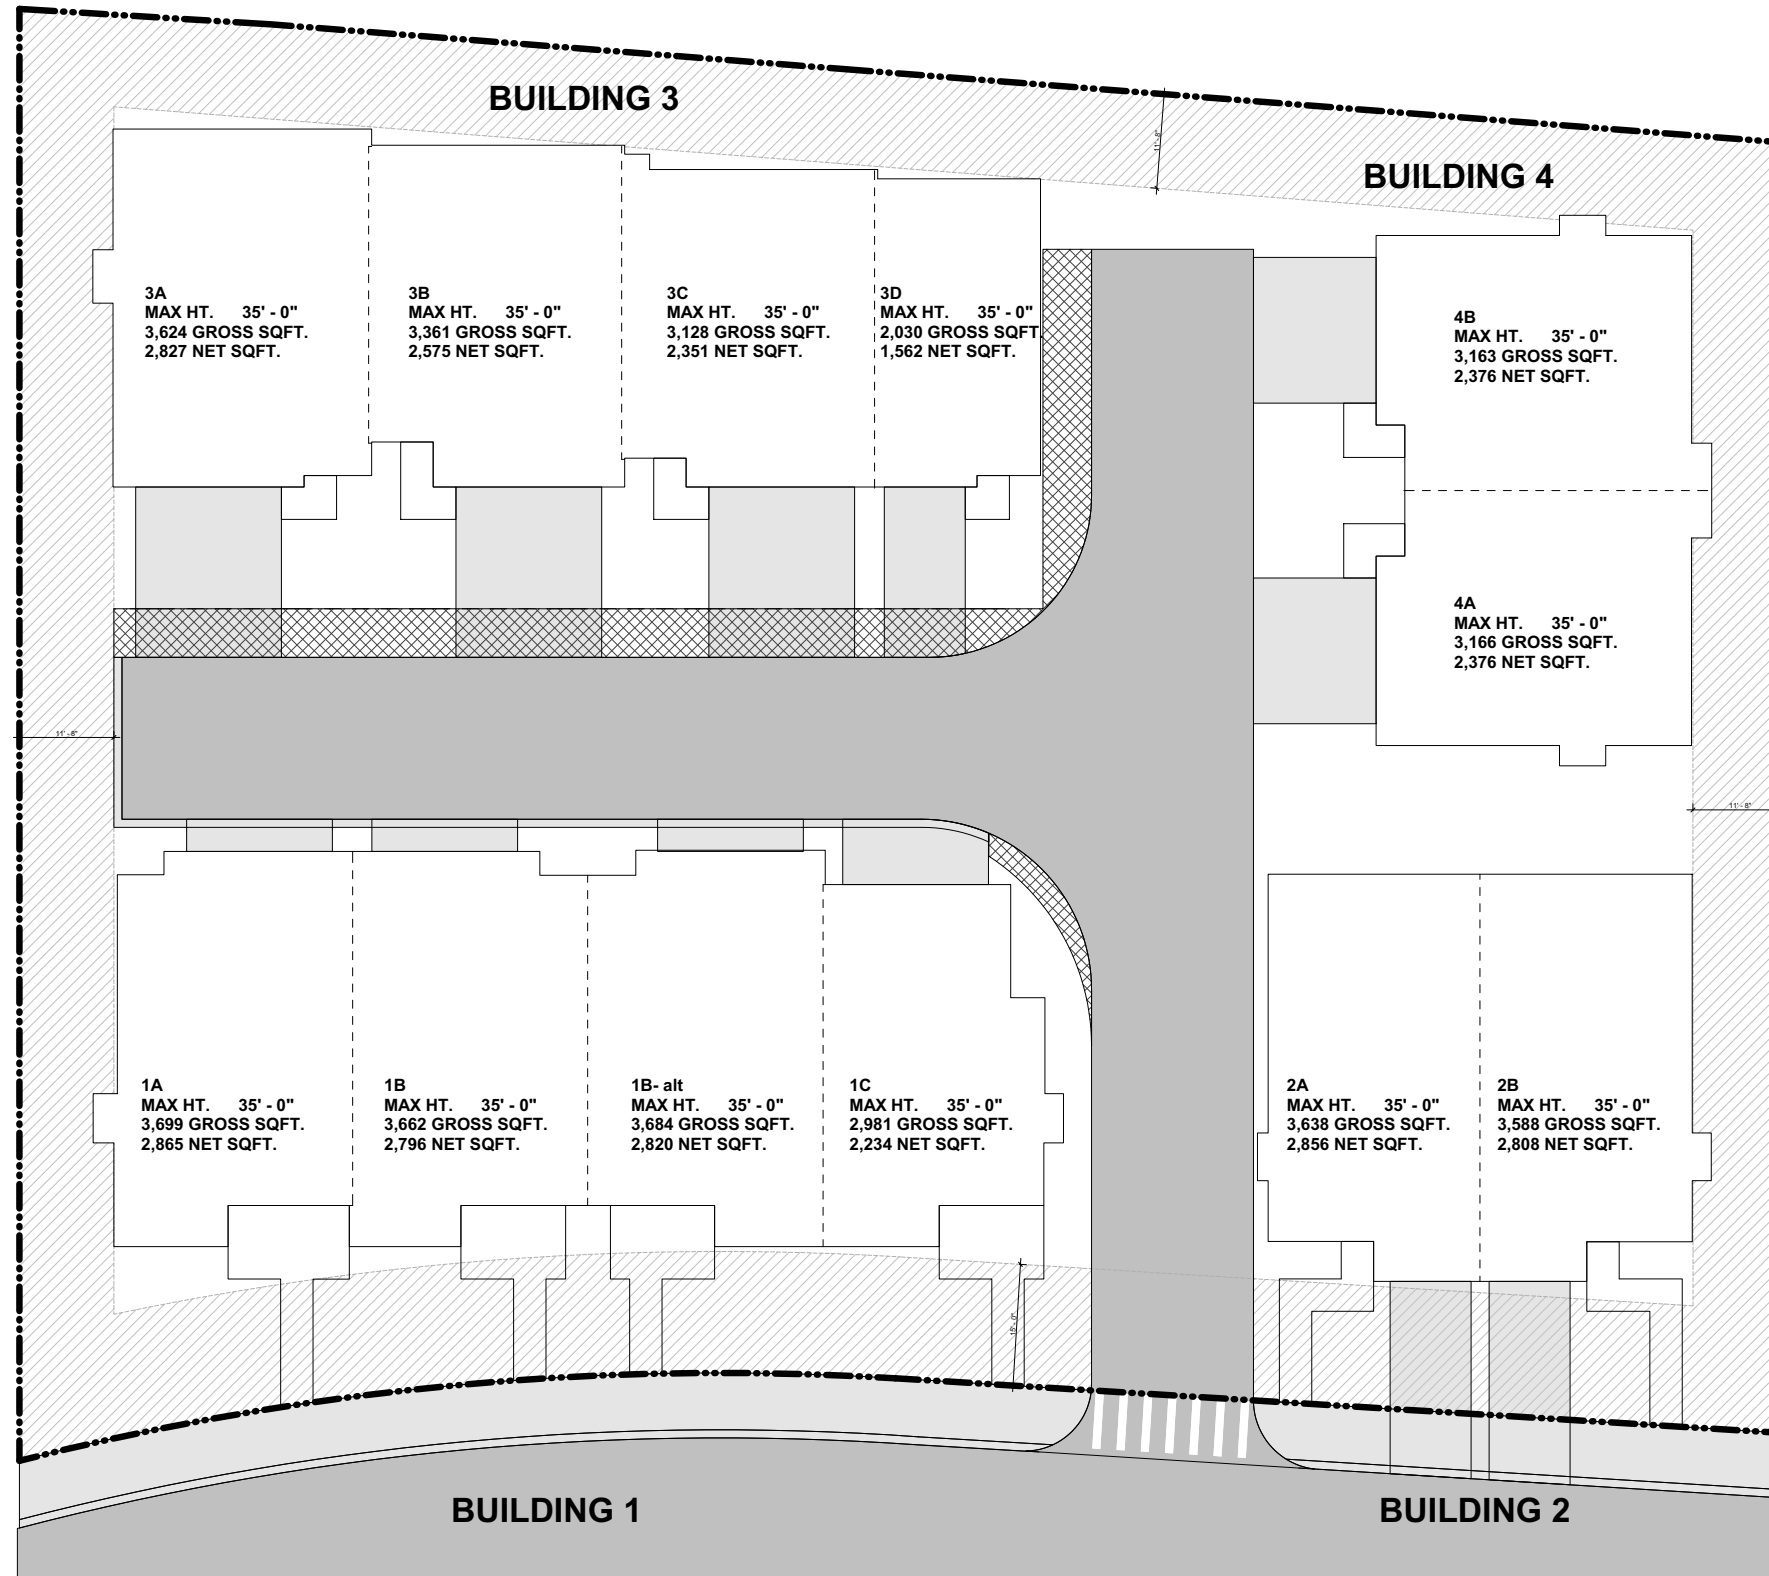 BUILDING 3
11' - 8"
BUILDING 4
3A
MAX HT. 35' - 0"
3,624 GROSS SQFT.
2,827 NET SQFT.
3B
MAX HT. 35' - 0"
3,361 GROSS SQFT.
2,575 NET SQFT.
3C
MAX HT. 35' - 0"
3,128 GROSS SQFT.
2,351 NET SQFT.
3D
MAX HT. 35' - 0"
2,030 GROSS SQFT.
1,562 NET SQFT.
4B
MAX HT. 35' - 0"
3,163 GROSS SQFT.
2,376 NET SQFT.
4A
MAX HT. 35' - 0"
3,166 GROSS SQFT.
2,376 NET SQFT.
11' - 8"
11' - 8"
1A
MAX HT. 35' - 0"
3,699 GROSS SQFT.
2,865 NET SQFT.
1B
MAX HT. 35' - 0"
3,662 GROSS SQFT.
2,796 NET SQFT.
1B- alt
MAX HT. 35' - 0"
3,684 GROSS SQFT.
2,820 NET SQFT.
1C
MAX HT. 35' - 0"
2,981 GROSS SQFT.
2,234 NET SQFT.
2A
MAX HT. 35' - 0"
3,638 GROSS SQFT.
2,856 NET SQFT.
2B
MAX HT. 35' - 0"
3,588 GROSS SQFT.
2,808 NET SQFT.
15' - 0"
BUILDING 1
BUILDING 2